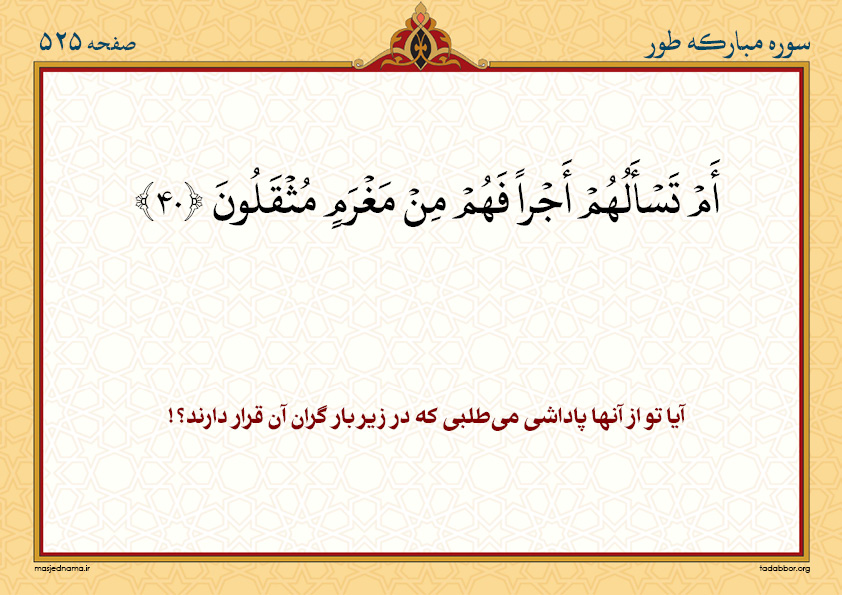 سوره مبارکه طور
صفحه ۵۲۵
أَمْ تَسْأَلُهُمْ أَجْراً فَهُمْ مِنْ مَغْرَمٍ مُثْقَلُونَ ﴿۴۰﴾
آیا تو از آنها پاداشی می‌طلبی که در زیر بار گران آن قرار دارند؟!
masjednama.ir
tadabbor.org